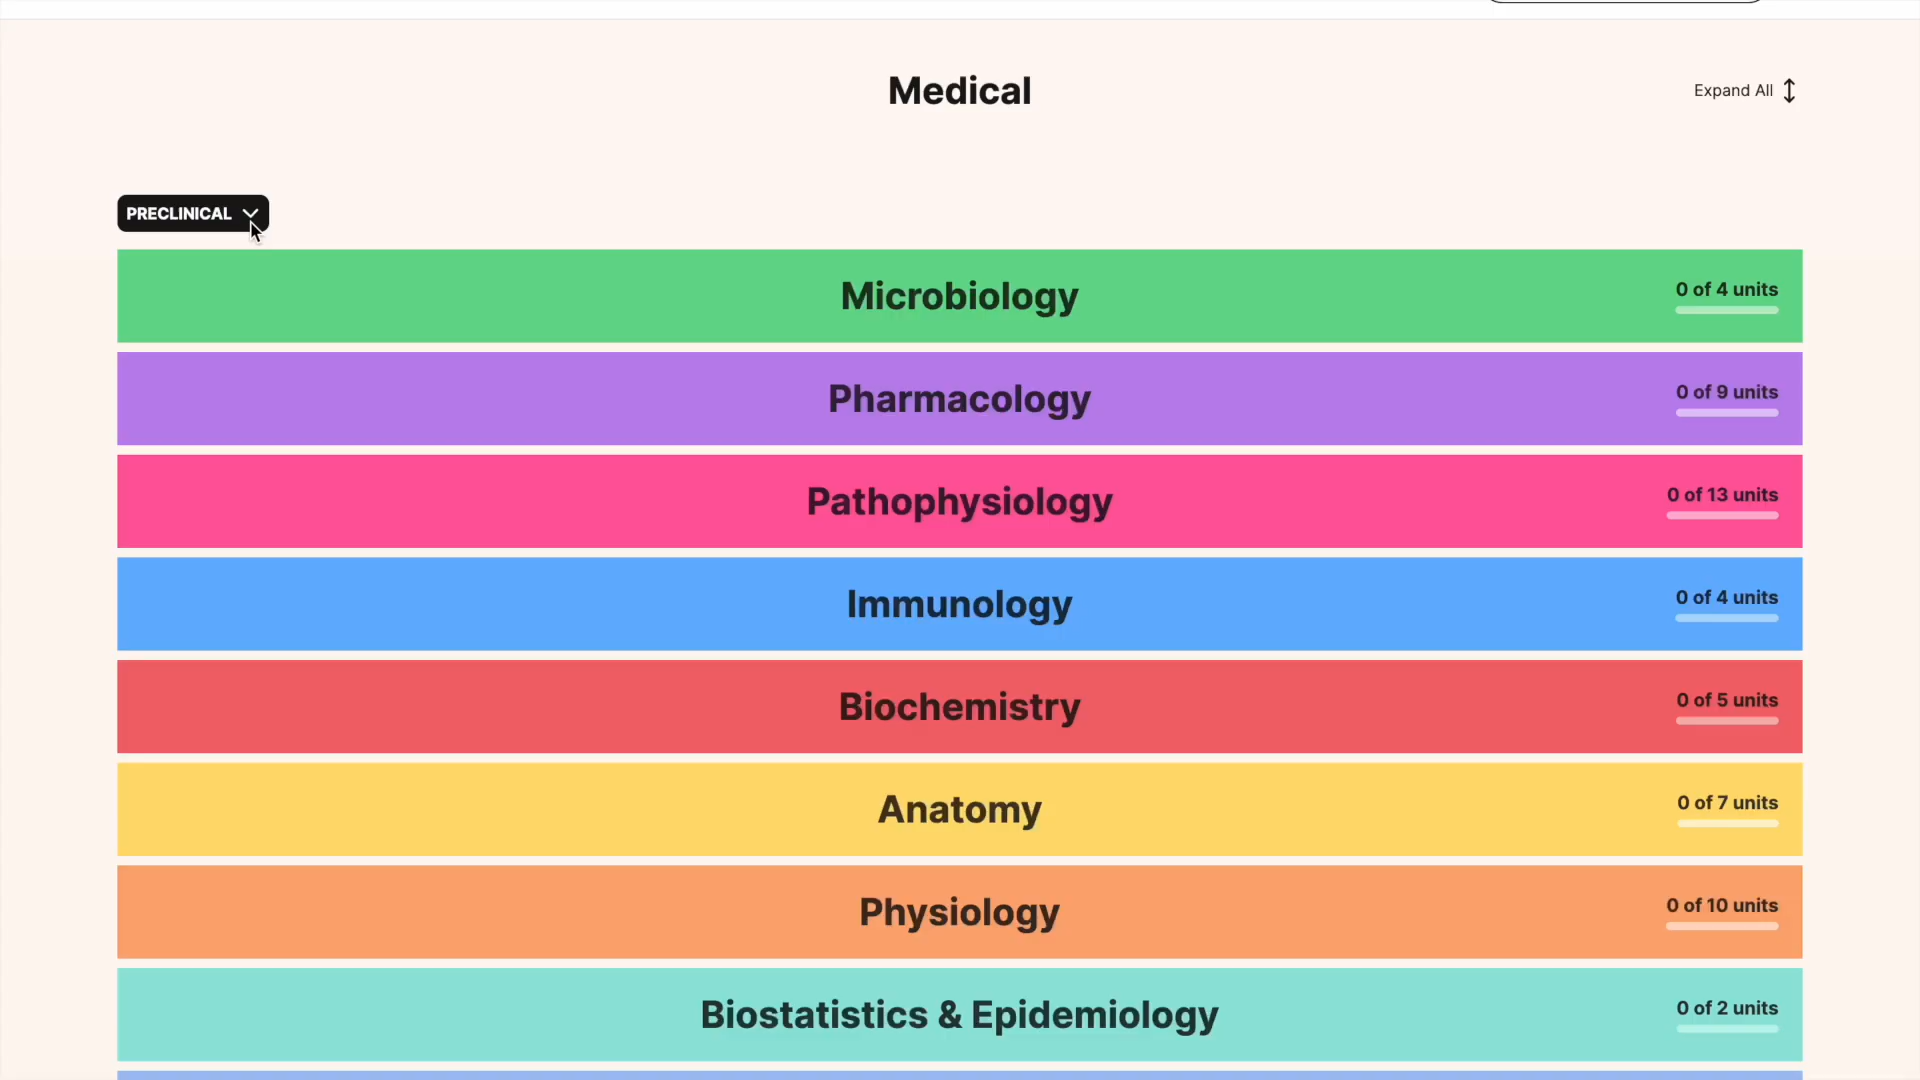 Medical
Expand All
PRECLINICAL
Microbiology
0 of 4 units
Pharmacology
0 of 9 units
Pathophysiology
0 of 13 units
Immunology
0 of 4 units
Biochemistry
0 of 5 units
Anatomy
0 of 7 units
Physiology
0 of 10 units
Biostatistics & Epidemiology
0 of 2 units